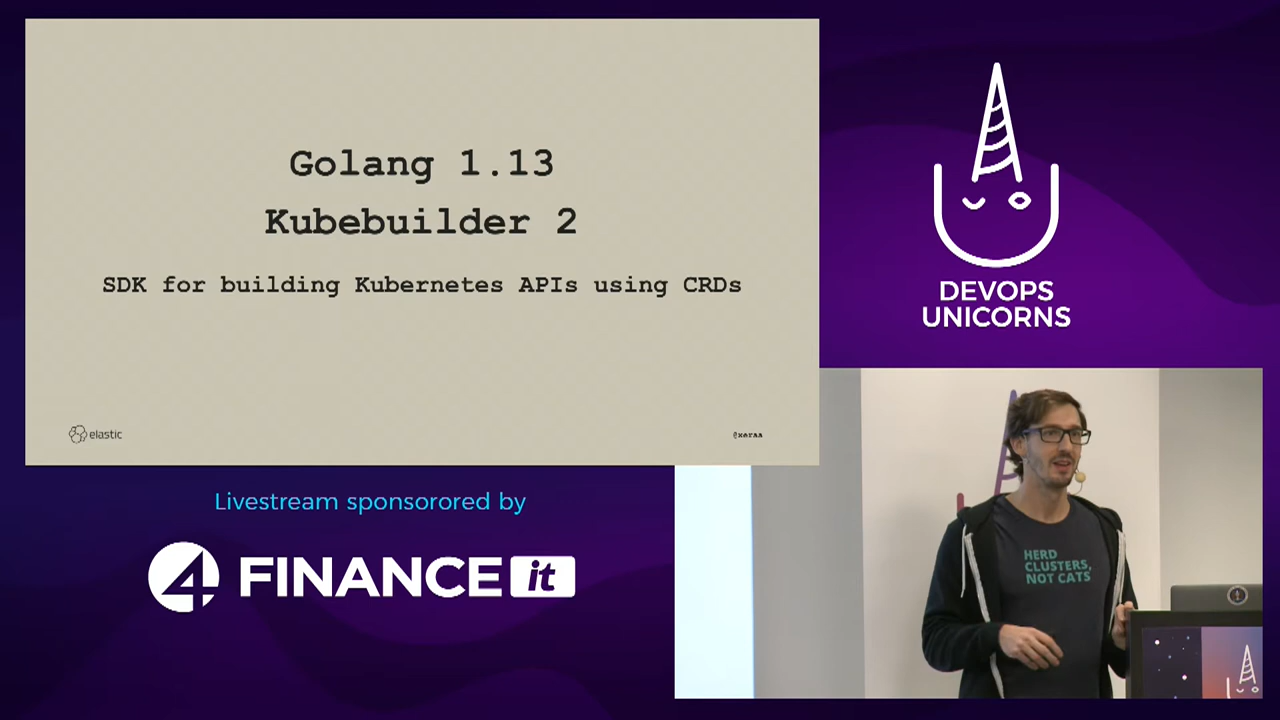 Golang 1.13
Kubebuilder 2
SDK for building Kubernetes APIs using CRDs
elastic
@xeraa
DEVOPS
UNICORNS
Livestream sponsorored by
4FINANCE it
HERD
CLUSTERS,
NOT CATS